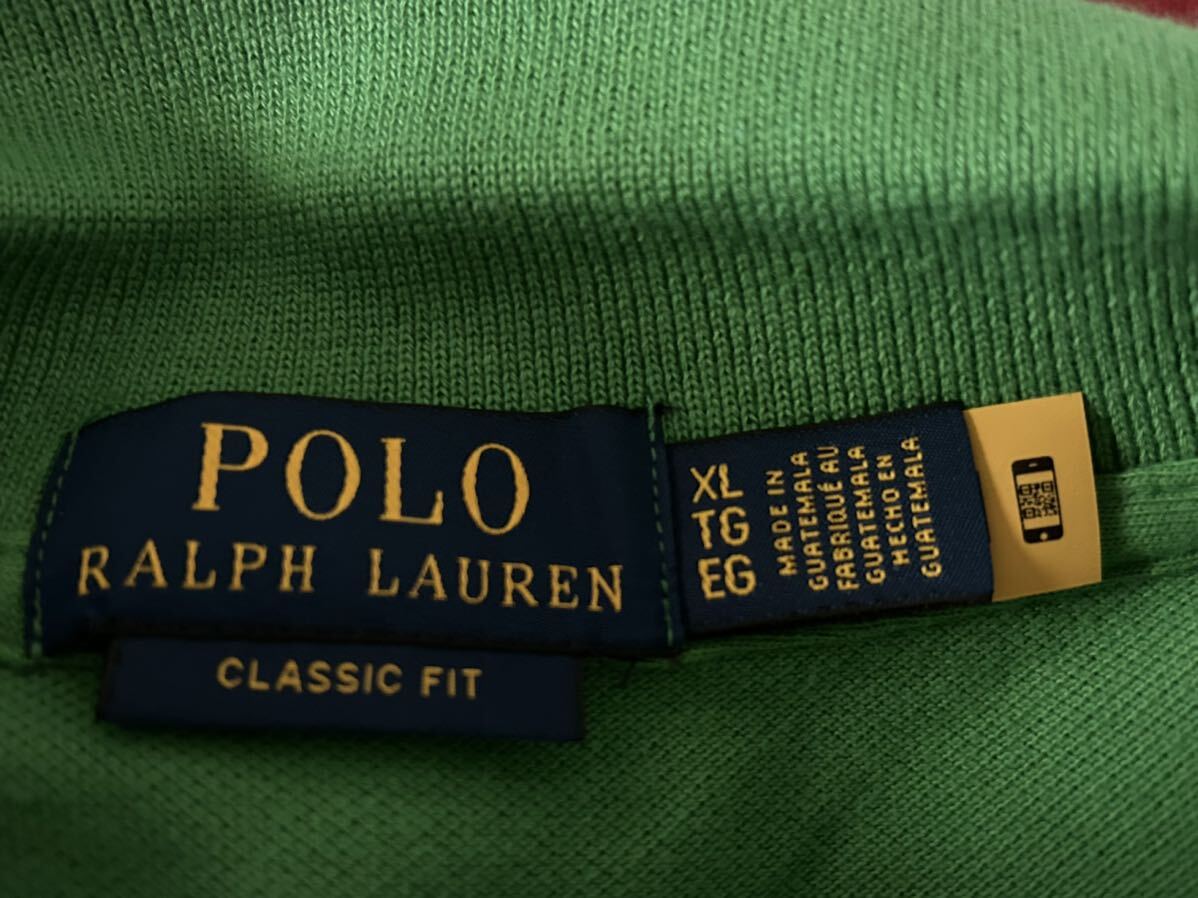 POLO
RALPH LAUREN
CLASSIC FIT
XL
TG
EG
MADE IN
GUATEMALA
FABRIQUÉ AU
GUATEMALA
HECHO EN
GUATEMALA